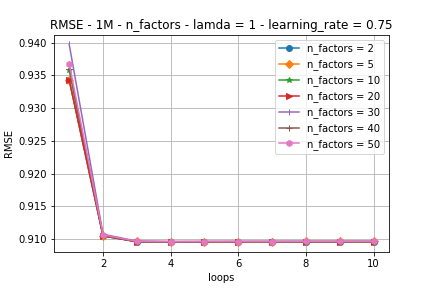 RMSE - 1M - n_factors - lamda = 1 - learning_rate = 0.75
0.940
0.935
0.930
0.925
0.920
0.915
0.910
RMSE
n_factors = 2
n_factors = 5
n_factors = 10
n_factors = 20
n_factors = 30
n_factors = 40
n_factors = 50
2
4
6
8
10
loops